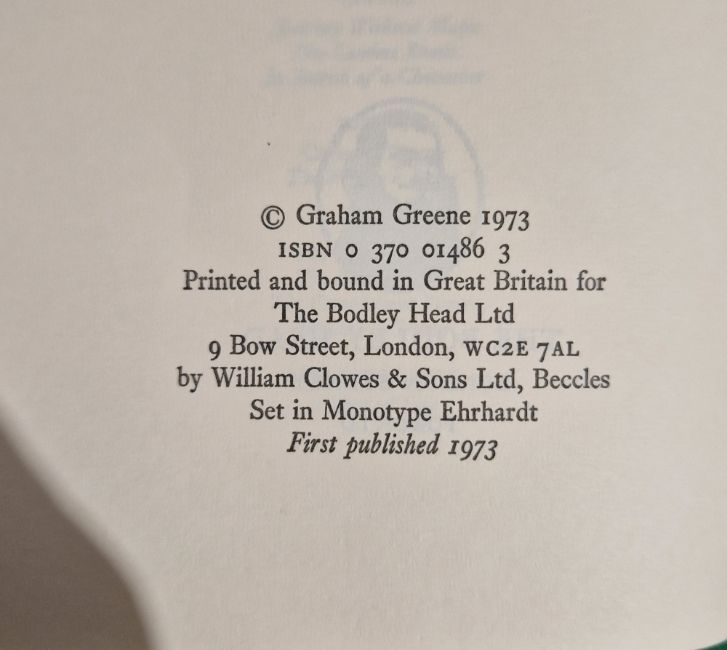 © Graham Greene 1973
ISBN 0 370 01486 3
Printed and bound in Great Britain for
The Bodley Head Ltd
9 Bow Street, London, WC2E 7AL
by William Clowes & Sons Ltd, Beccles
Set in Monotype Ehrhardt
First published 1973